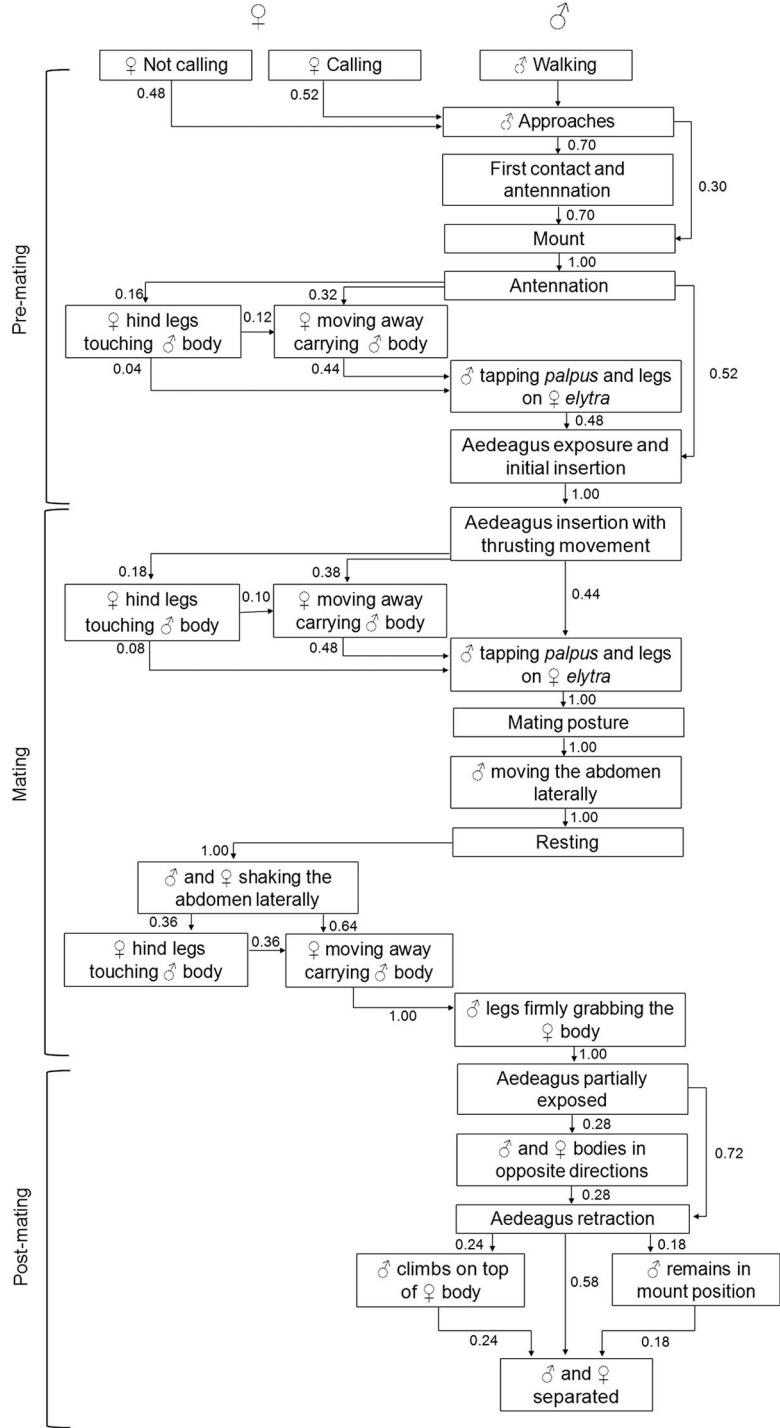 ♀ ♂
♀ Not calling
♀ Calling
♂ Walking
0.48
0.52
♂ Approaches
0.70
0.30
First contact and
antennnation
0.70
Mount
1.00
Antennation
0.16
0.32
0.52
♀ hind legs
touching ♂ body
0.12
♀ moving away
carrying ♂ body
0.04
0.44
♂ tapping palpus and legs
on ♀ elytra
0.48
Aedeagus exposure and
initial insertion
1.00
Pre-mating
Aedeagus insertion with
thrusting movement
0.18
0.38
0.44
♀ hind legs
touching ♂ body
0.10
♀ moving away
carrying ♂ body
0.08
0.48
♂ tapping palpus and legs
on ♀ elytra
1.00
Mating posture
1.00
♂ moving the abdomen
laterally
1.00
Resting
1.00
♂ and ♀ shaking the
abdomen laterally
0.36
0.64
♀ hind legs
touching ♂ body
0.36
♀ moving away
carrying ♂ body
1.00
♂ legs firmly grabbing the
♀ body
1.00
Mating
Aedeagus partially
exposed
0.28
0.72
♂ and ♀ bodies in
opposite directions
0.28
Aedeagus retraction
0.24
0.58
0.18
♂ climbs on top
of ♀ body
♂ remains in
mount position
0.24
0.18
♂ and ♀
separated
Post-mating